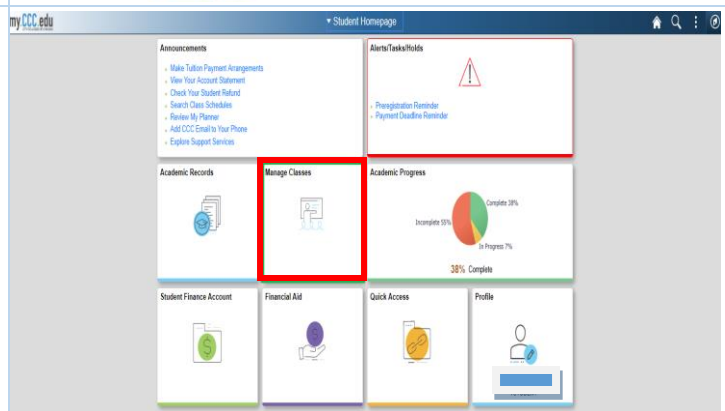 my.CCC.edu
Student Homepage
Announcements
Make Tuition Payment Arrangements
View Your Account Statement
Check Your Student Refund
Search Class Schedules
Review My Planner
Add CCC Email to Your Phone
Explore Support Services
Alerts/Tasks/Holds
Preregistration Reminder
Payment Deadline Reminder
Academic Records
Manage Classes
Academic Progress
Complete 38%
Incomplete 55%
In Progress 7%
38% Complete
Student Finance Account
Financial Aid
Quick Access
Profile